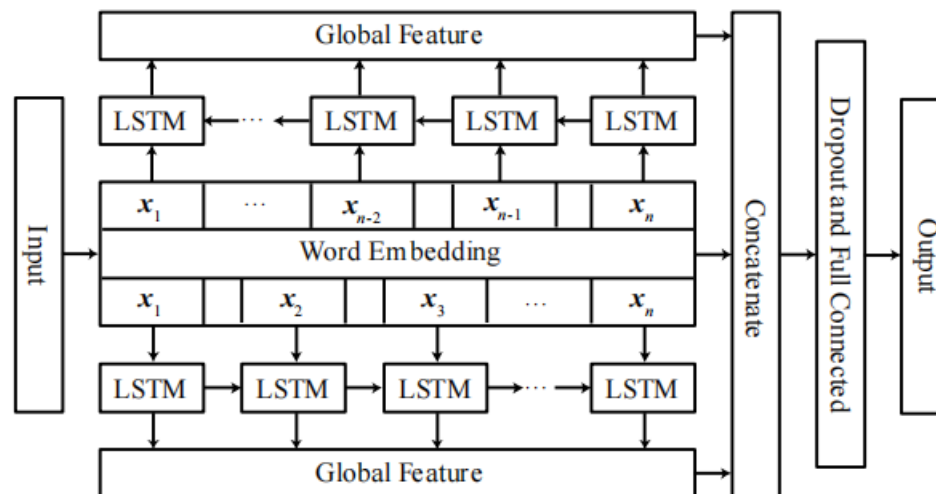 Global Feature
LSTM ··· LSTM LSTM LSTM
x₁ ··· xₙ₋₂ xₙ₋₁ xₙ
Input
Word Embedding
x₁ x₂ x₃ ··· xₙ
LSTM LSTM LSTM ··· LSTM
Global Feature
Concatenate
Dropout and Full Connected
Output